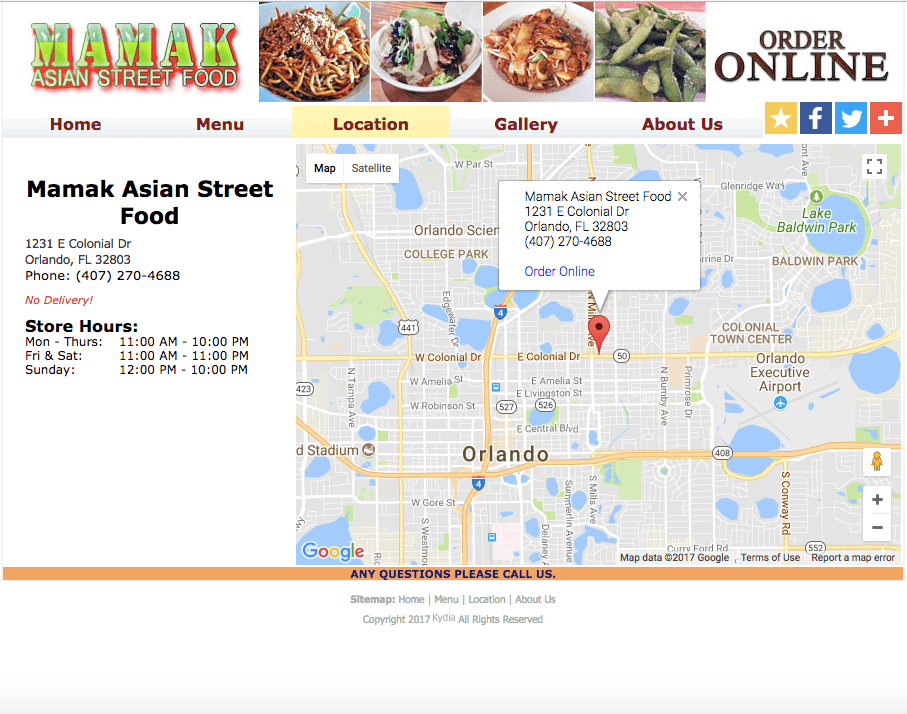 MAMAK
ASIAN STREET FOOD
ORDER
ONLINE
Home
Menu
Location
Gallery
About Us
Mamak Asian Street
Food
1231 E Colonial Dr
Orlando, FL 32803
Phone: (407) 270-4688
No Delivery!
Store Hours:
Mon - Thurs: 11:00 AM - 10:00 PM
Fri & Sat: 11:00 AM - 11:00 PM
Sunday: 12:00 PM - 10:00 PM
Map
Satellite
Mamak Asian Street Food
1231 E Colonial Dr
Orlando, FL 32803
(407) 270-4688
Order Online
W Par St
Glenridge Way
Orlando Scien
COLLEGE PARK
Lake
Baldwin Park
BALDWIN PARK
Edgewater Dr
4
441
COLONIAL
TOWN CENTER
W Colonial Dr
E Colonial Dr
50
Orlando
Executive
Airport
W Amelia St
E Amelia St
E Livingston St
423
N Tampa Ave
W Robinson St
527
526
N Bumby Ave
Primrose Dr
E Central Blvd
d Stadium
Orlando
408
4
S Conway Rd
W Gore St
S Mills Ave
Summerlin Avenue
S Westmo
Delaney A
Curry Ford Rd
552
Google
Map data ©2017 Google
Terms of Use
Report a map error
ANY QUESTIONS PLEASE CALL US.
Sitemap: Home | Menu | Location | About Us
Copyright 2017 Kydia All Rights Reserved